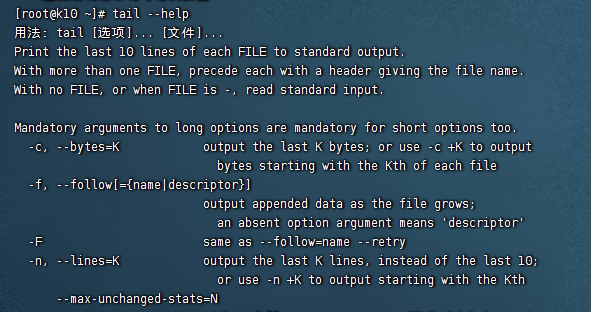 [root@k10 ~]# tail --help
用法: tail [选项]... [文件]...
Print the last 10 lines of each FILE to standard output.
With more than one FILE, precede each with a header giving the file name.
With no FILE, or when FILE is -, read standard input.
Mandatory arguments to long options are mandatory for short options too.
-c, --bytes=K output the last K bytes; or use -c +K to output
bytes starting with the Kth of each file
-f, --follow[={name|descriptor}]
output appended data as the file grows;
an absent option argument means 'descriptor'
-F same as --follow=name --retry
-n, --lines=K output the last K lines, instead of the last 10;
or use -n +K to output starting with the Kth
--max-unchanged-stats=N